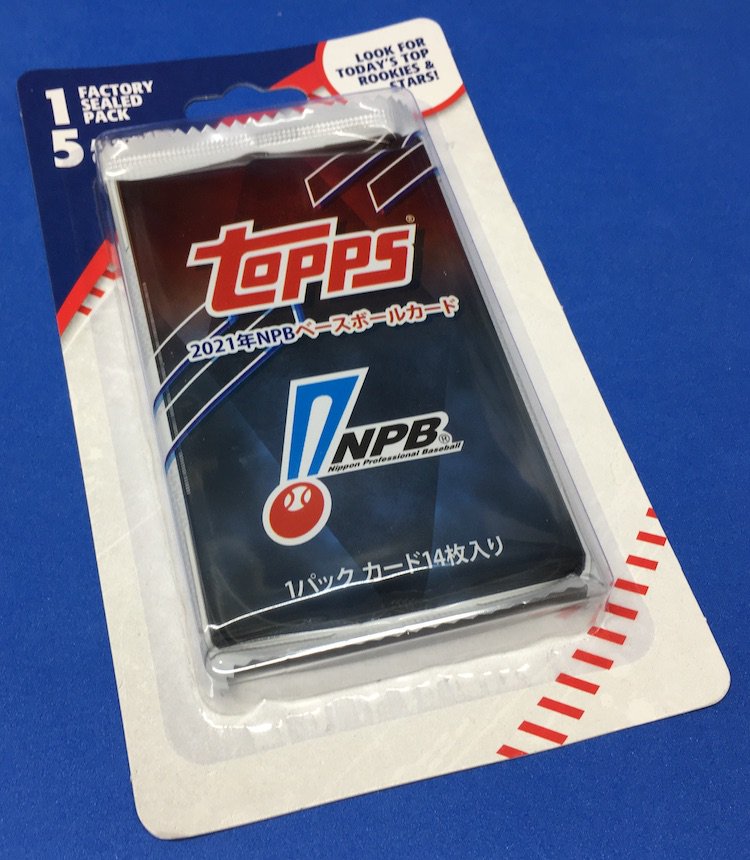 1 FACTORY
SEALED
PACK
5
LOOK FOR
TODAY'S TOP
ROOKIES &
STARS!
TOPPS®
2021年NPBベースボールカード
NPB®
Nippon Professional Baseball
1パック カード14枚入り